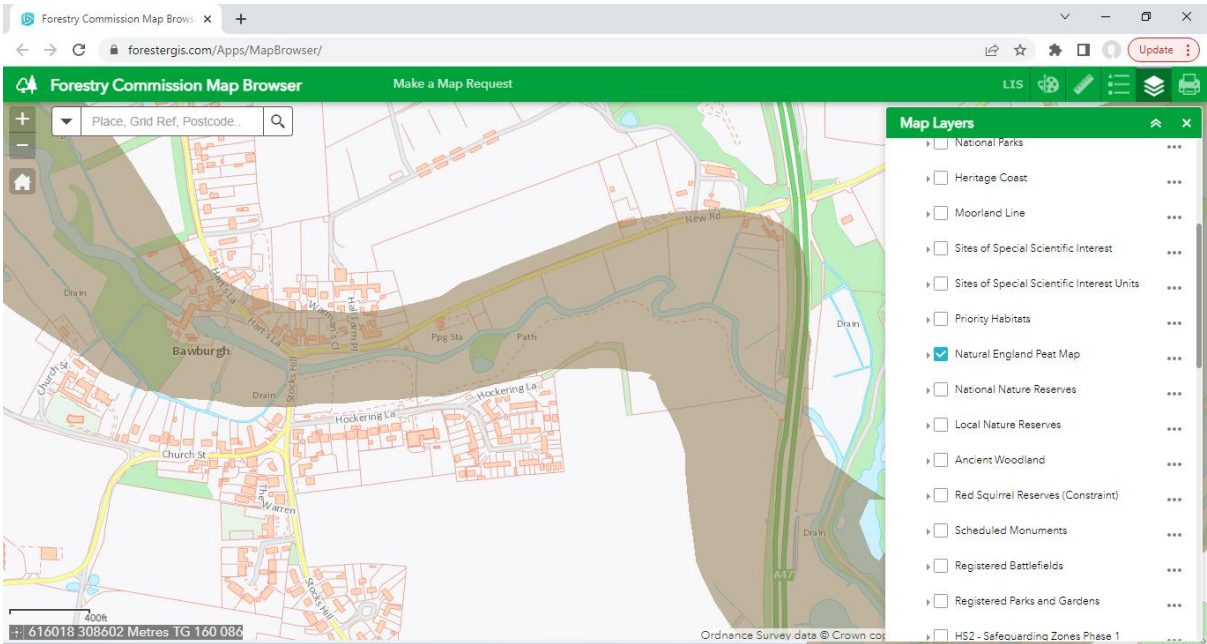 Forestry Commission Map Brows
forestergis.com/Apps/MapBrowser/
Update
Forestry Commission Map Browser
Make a Map Request
LIS
Place, Grid Ref, Postcode..
Map Layers
National Parks
Heritage Coast
Moorland Line
Sites of Special Scientific Interest
Sites of Special Scientific Interest Units
Priority Habitats
Natural England Peat Map
National Nature Reserves
Local Nature Reserves
Ancient Woodland
Red Squirrel Reserves (Constraint)
Scheduled Monuments
Registered Battlefields
Registered Parks and Gardens
HS2 - Safeguarding Zones Phase 1
New Rd
Drain
Hart's La
Warman's Cl
Hall Farm Pl
Hart's La
Ppg Sta
Path
Drain
Bawburgh
Church St
Drain
Stocks Hill
Hockering La
Hockering La
Church St
The Warren
Drain
Stocks Hill
A47
400ft
616018 308602 Metres TG 160 086
Ordnance Survey data © Crown cop